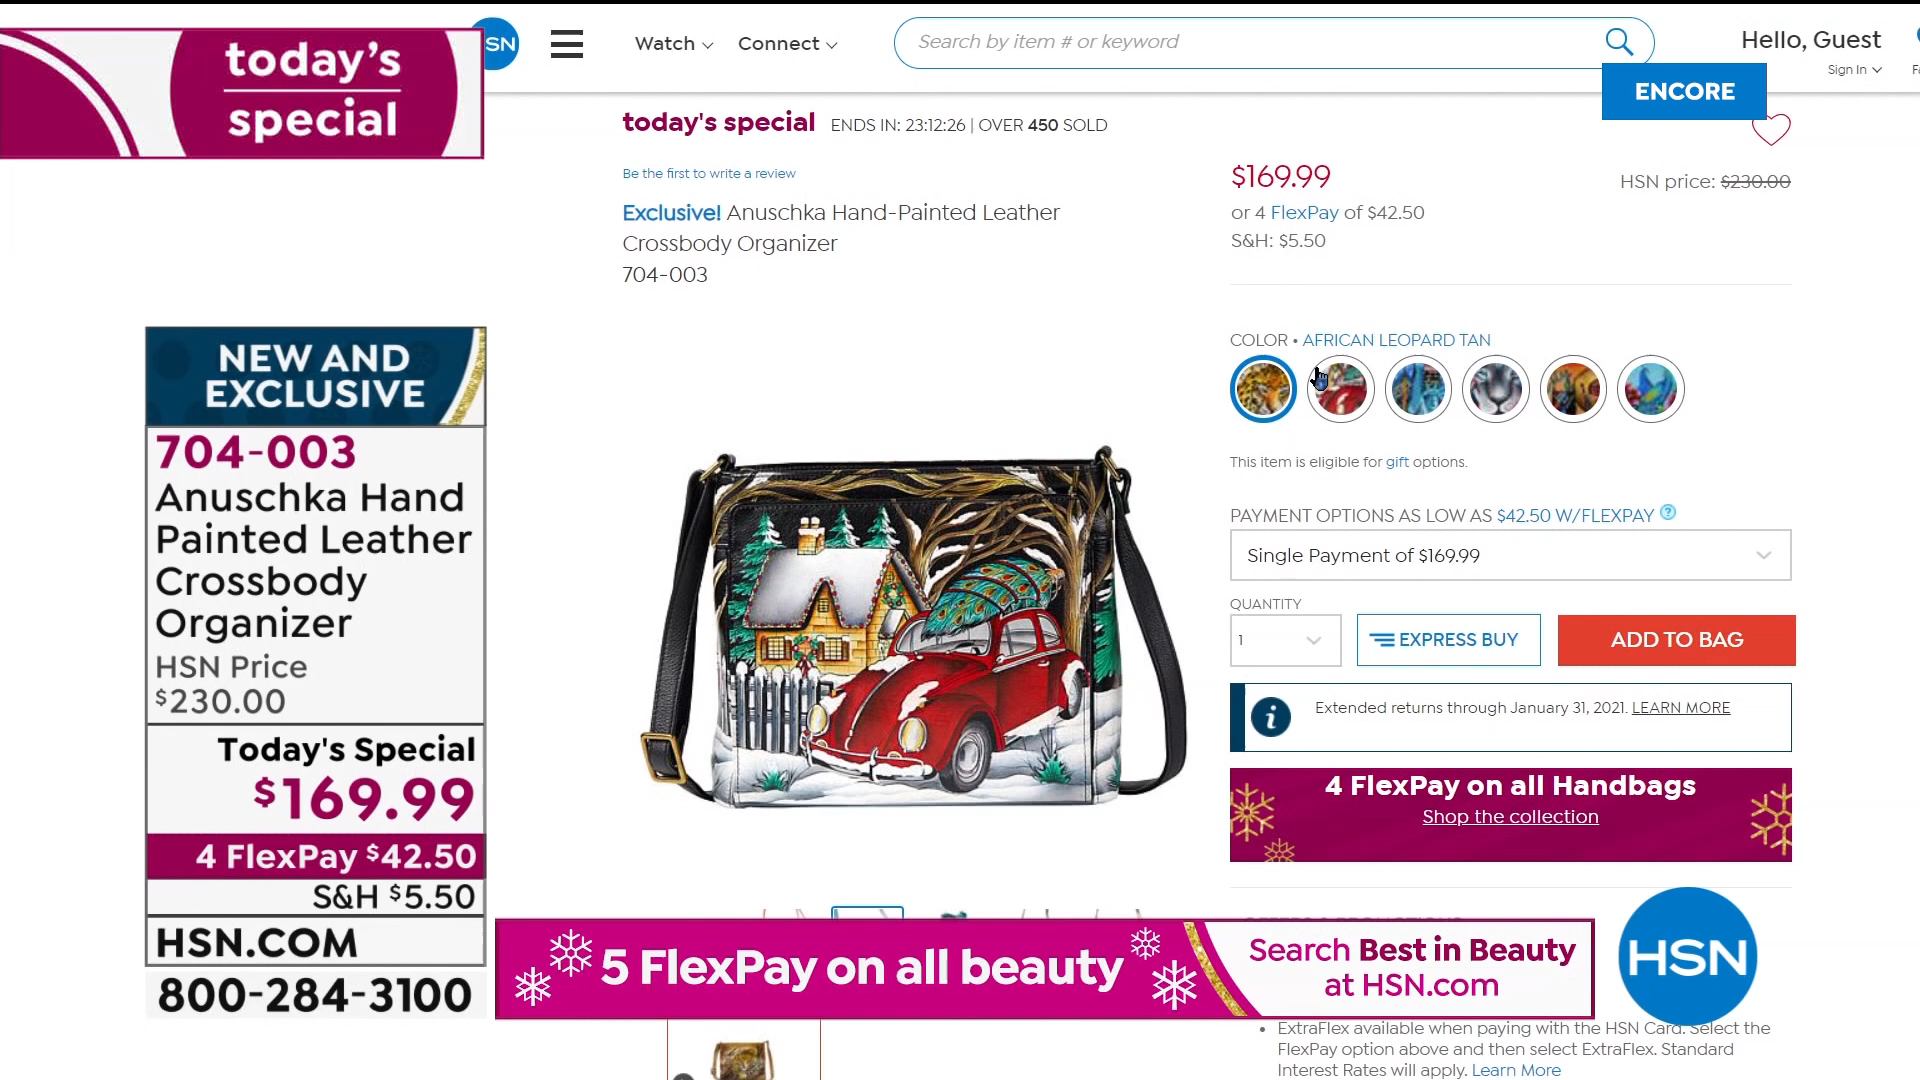 today's
special
SN
Watch
Connect
Search by item # or keyword
Hello, Guest
Sign In
ENCORE
today's special ENDS IN: 23:12:26 | OVER 450 SOLD
Be the first to write a review
Exclusive! Anuschka Hand-Painted Leather
Crossbody Organizer
704-003
$169.99
HSN price: $230.00
or 4 FlexPay of $42.50
S&H: $5.50
COLOR • AFRICAN LEOPARD TAN
This item is eligible for gift options.
PAYMENT OPTIONS AS LOW AS $42.50 W/FLEXPAY ?
Single Payment of $169.99
QUANTITY
1
EXPRESS BUY
ADD TO BAG
i
Extended returns through January 31, 2021. LEARN MORE
4 FlexPay on all Handbags
Shop the collection
NEW AND
EXCLUSIVE
704-003
Anuschka Hand
Painted Leather
Crossbody
Organizer
HSN Price
$230.00
Today's Special
$169.99
4 FlexPay $42.50
S&H $5.50
HSN.COM
800-284-3100
5 FlexPay on all beauty
Search Best in Beauty
at HSN.com
HSN
• ExtraFlex available when paying with the HSN Card. Select the
FlexPay option above and then select ExtraFlex. Standard
Interest Rates will apply. Learn More